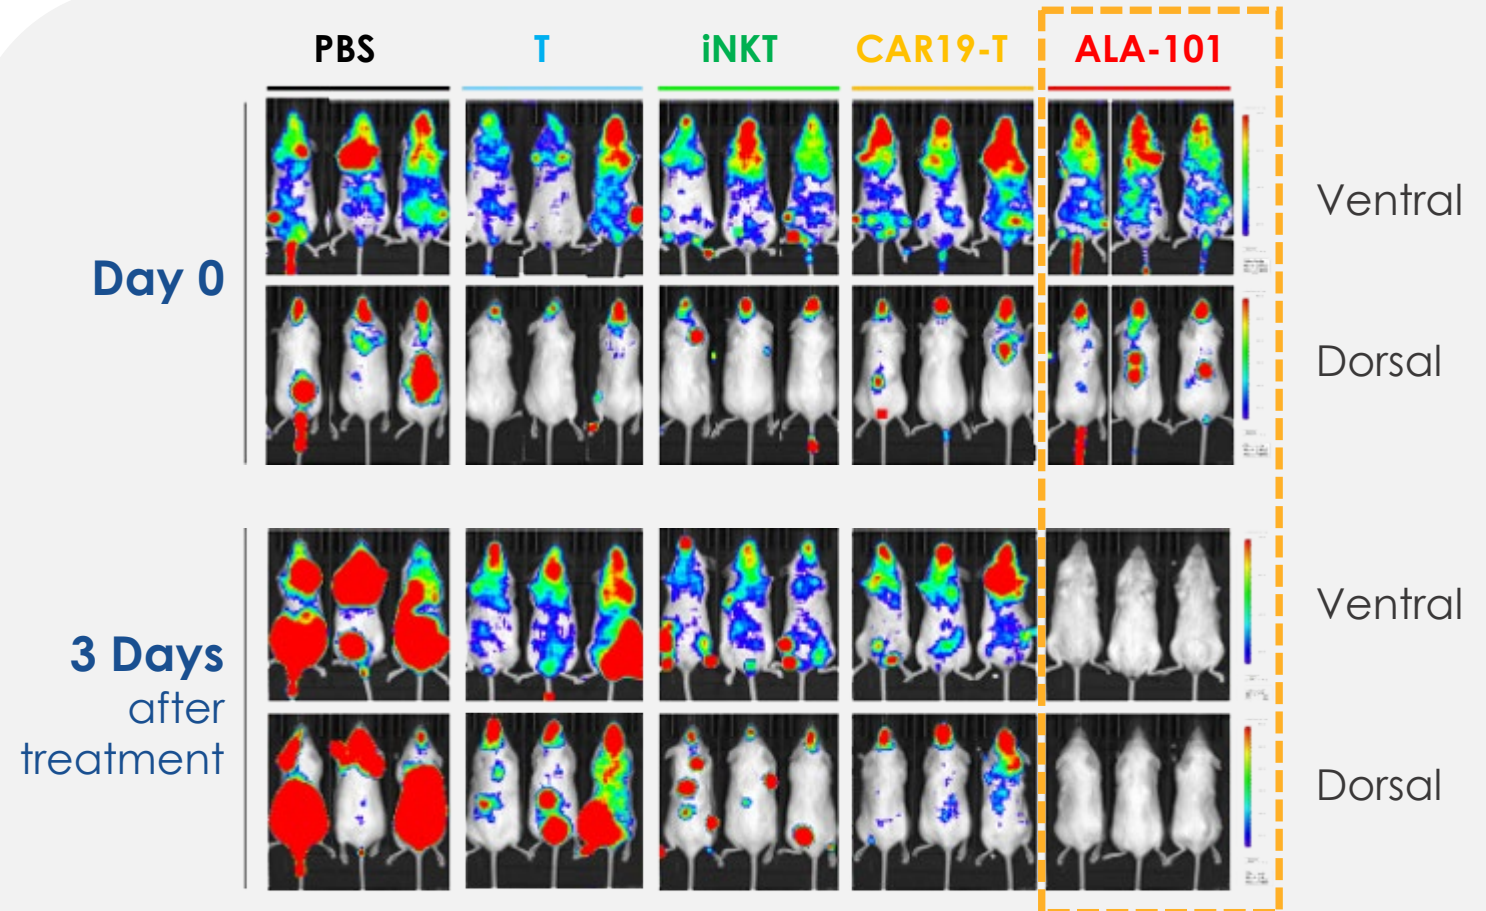 PBS
T
iNKT
CAR19-T
ALA-101
Day 0
Ventral
Dorsal
3 Days
after
treatment
Ventral
Dorsal